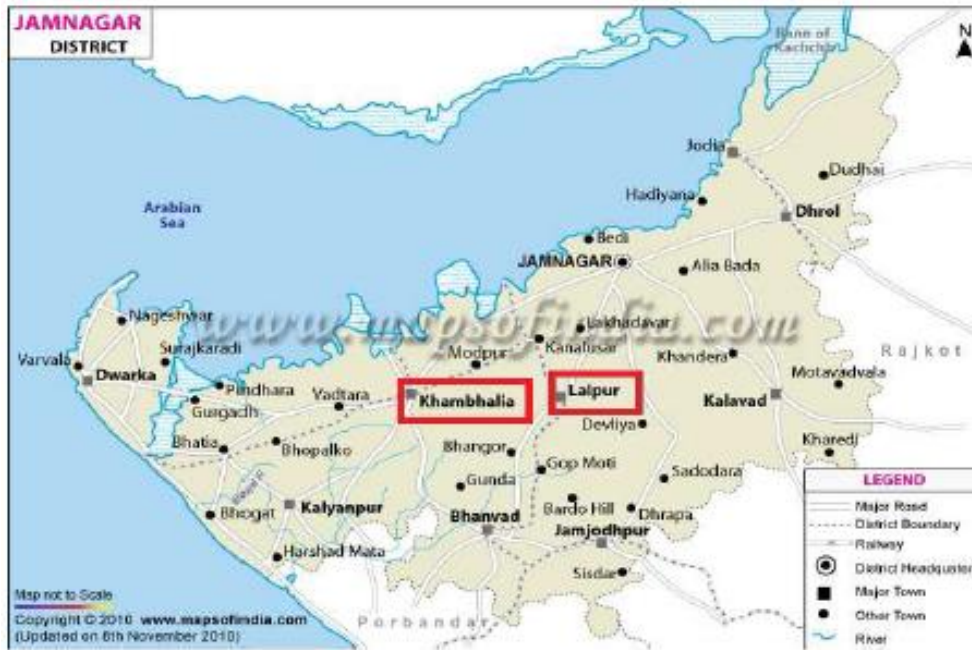 JAMNAGAR
DISTRICT
N
Rann of
Kachchh
Jodia
Dudhai
Hadiyana
Dhrol
Arabian
Sea
Bedi
JAMNAGAR
Alia Bada
Nageshwar
www.mapsofindia.com
Lakhadavar
Kanafusar
Varvala
Surajkaradi
Modpur
Khandera
Rajkot
Dwarka
Pindhara
Motavadvala
Gurgadh
Vadtara
Khambhalia
Lalpur
Kalavad
Devliya
Bhatia
Bhopalko
Bhangor
Kharedi
Gop Moti
Sadodara
Gunda
Bhogat
Kalyanpur
Bardo Hill
Dhrapa
Bhanvad
Jamjodhpur
Harshad Mata
Sisdar
Porbandar
LEGEND
Major Road
District Boundary
Railway
District Headquter
Major Town
Other Town
River
Map not to Scale
Copyright © 2010 www.mapsofindia.com
(Updated on 8th November 2010)